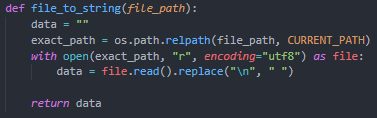 def file_to_string(file_path):
    data = ""
    exact_path = os.path.relpath(file_path, CURRENT_PATH)
    with open(exact_path, "r", encoding="utf8") as file:
        data = file.read().replace("\n", " ")
    return data